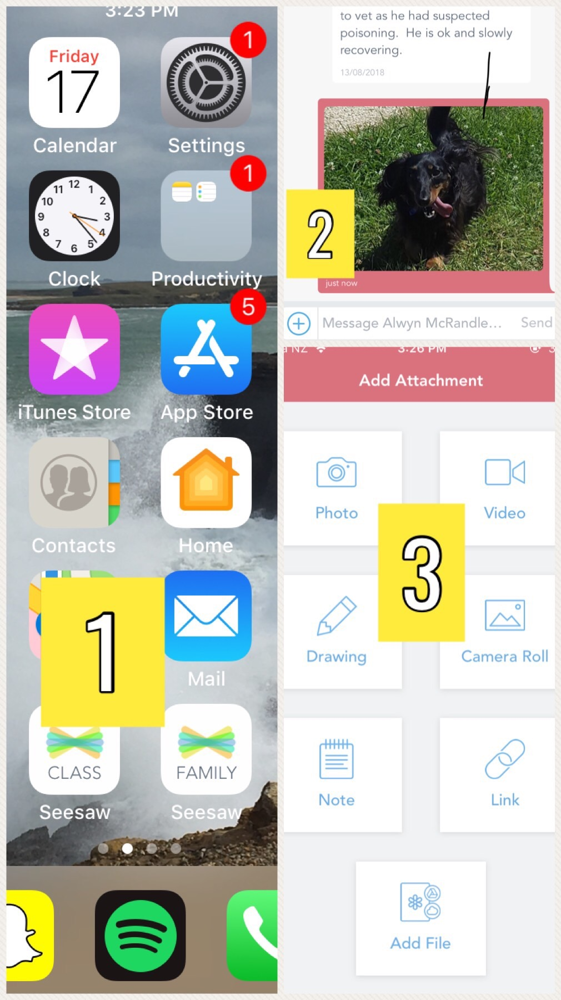 3:23 PM
Friday
17
1
Calendar
Settings
12
11
1
10
2
9
3
8
4
7
5
6
1
Clock
Productivity
5
iTunes Store
App Store
Contacts
Home
1
Mail
CLASS
FAMILY
Seesaw
Seesaw
to vet as he had suspected
poisoning. He is ok and slowly
recovering.
13/08/2018
2
just now
Message Alwyn McRandle...
Send
NZ
3:26 PM
Add Attachment
Photo
Video
3
Drawing
Camera Roll
Note
Link
Add File